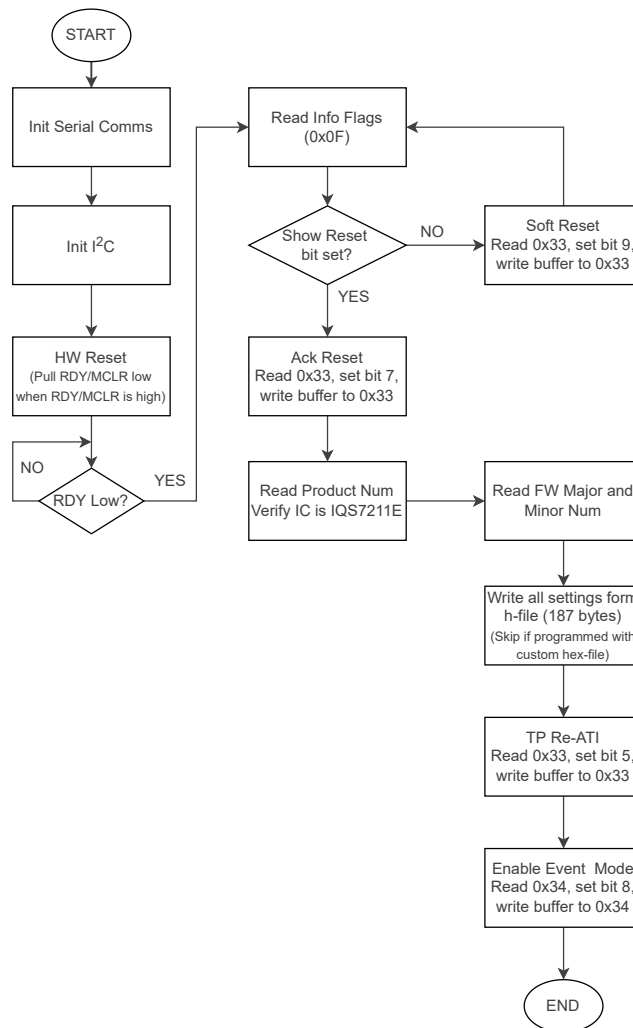 START
Init Serial Comms
Init I²C
HW Reset
(Pull RDY/MCLR low
when RDY/MCLR is high)
NO
RDY Low?
YES
Read Info Flags
(0x0F)
Show Reset
bit set?
NO
Soft Reset
Read 0x33, set bit 9,
write buffer to 0x33
YES
Ack Reset
Read 0x33, set bit 7,
write buffer to 0x33
Read Product Num
Verify IC is IQS7211E
Read FW Major and
Minor Num
Write all settings form
h-file (187 bytes)
(Skip if programmed with
custom hex-file)
TP Re-ATI
Read 0x33, set bit 5,
write buffer to 0x33
Enable Event Mode
Read 0x34, set bit 8,
write buffer to 0x34
END